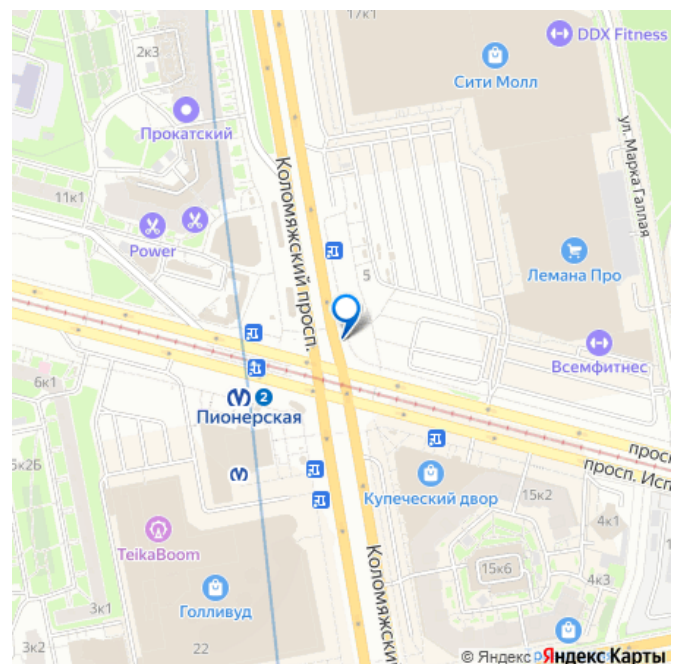 17к1
DDX Fitness
2к3
Сити Молл
Прокатский
ул. Марка Галлая
Коломяжский просп.
11к1
Power
5
Лемана Про
Всемфитнес
6к1
2
Пионерская
просп
просп. Исп
5к2Б
Купеческий двор
15к2
4к1
TeikaBoom
Коломяжский
15к6
4к3
Голливуд
3к1
3к2
22
© Яндекс Яндекс Карты